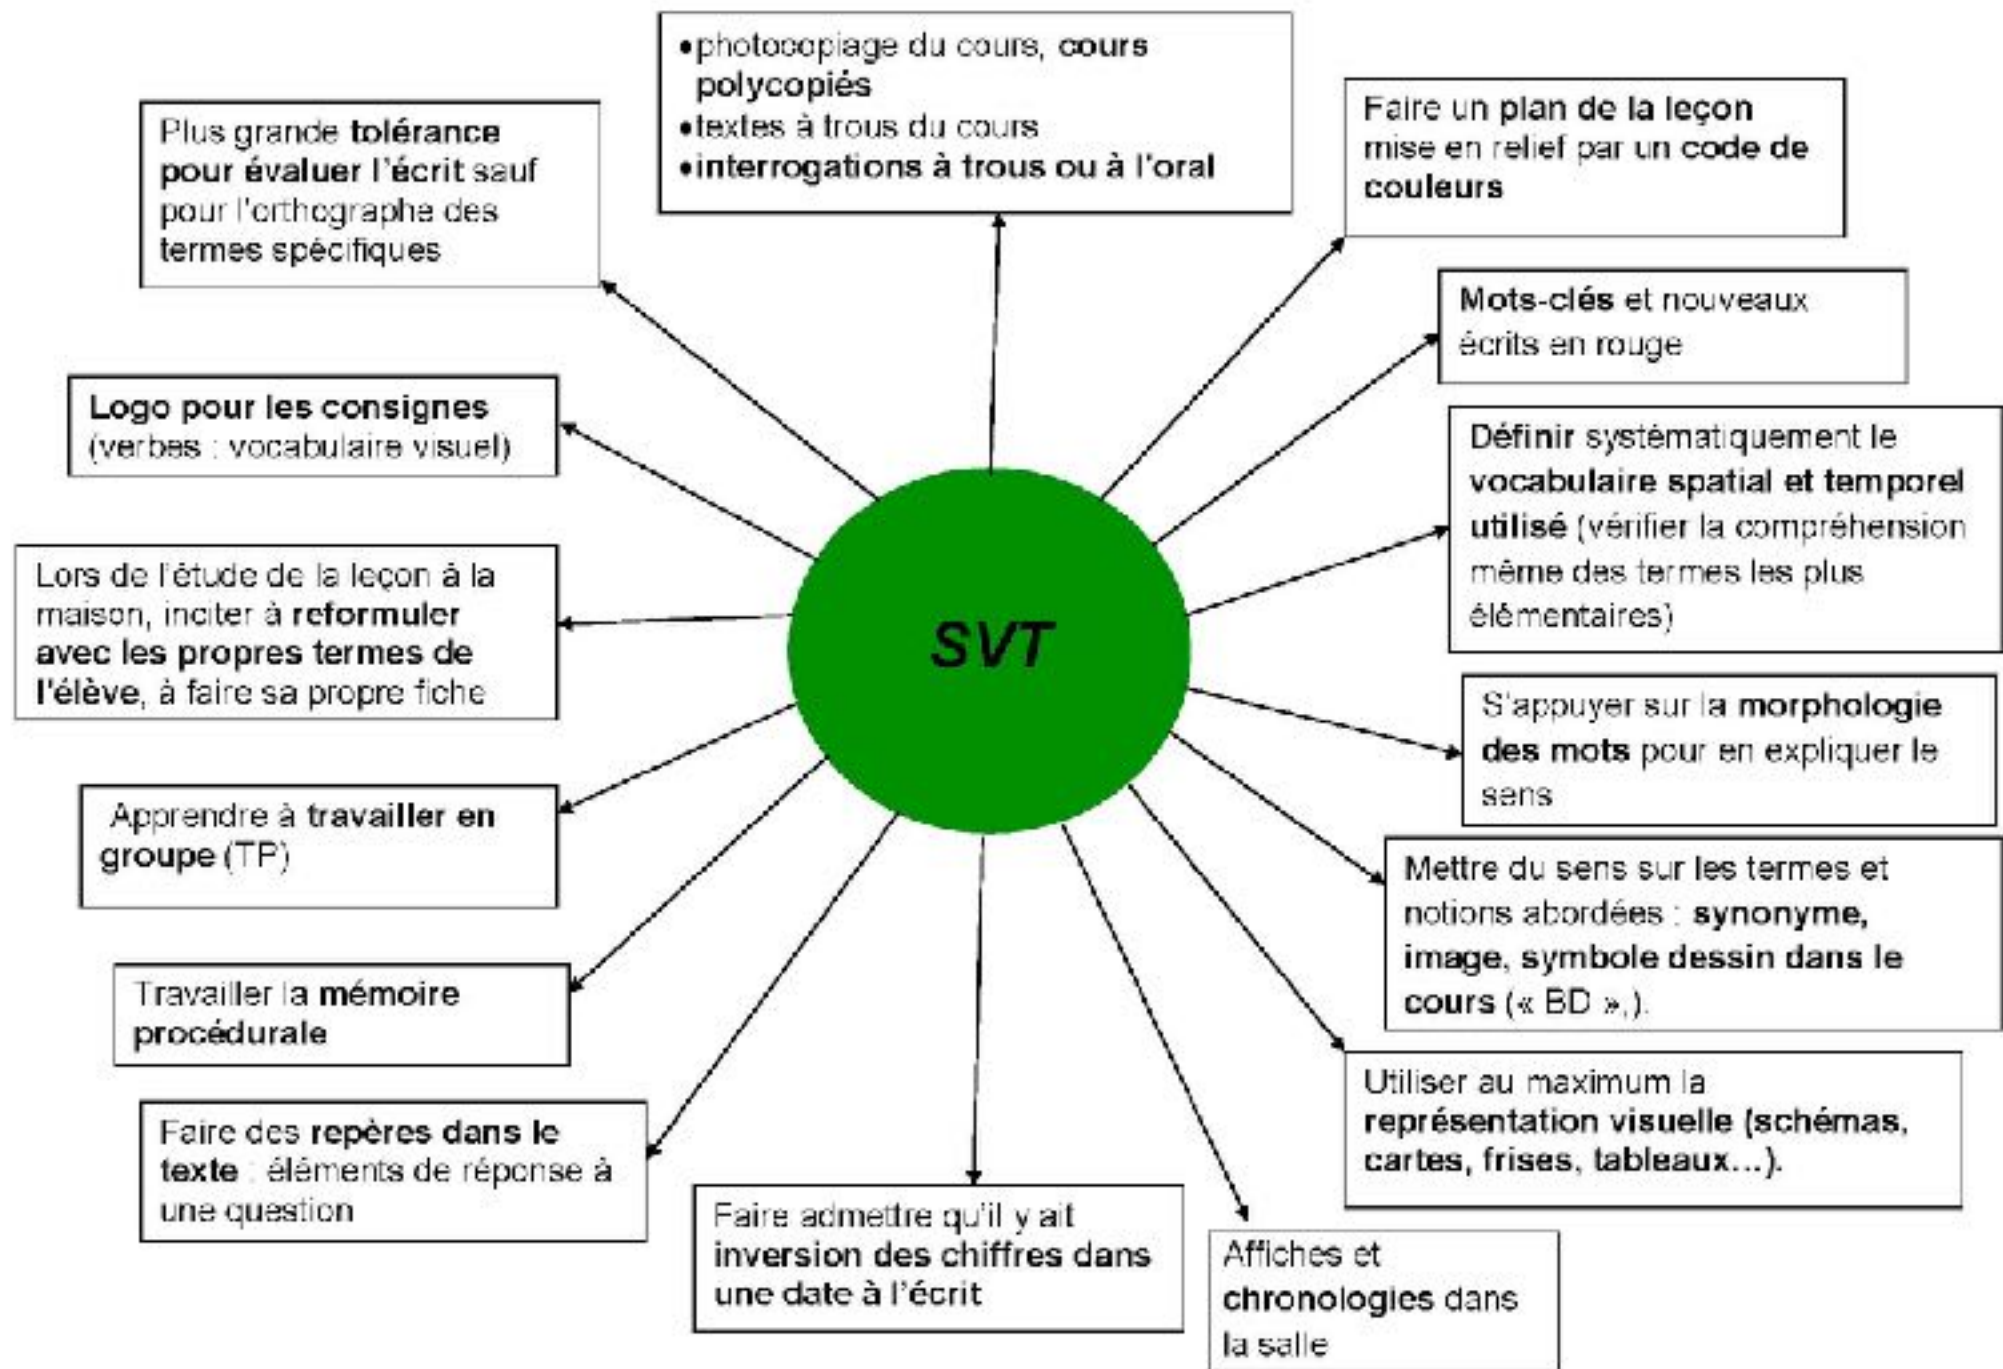 •photocopiage du cours, cours
polycopiés
•textes à trous du cours
•interrogations à trous ou à l'oral
Faire un plan de la leçon
mise en relief par un code de
couleurs
Mots-clés et nouveaux
écrits en rouge
Définir systématiquement le
vocabulaire spatial et temporel
utilisé (vérifier la compréhension
même des termes les plus
élémentaires)
S'appuyer sur la morphologie
des mots pour en expliquer le
sens
Mettre du sens sur les termes et
notions abordées : synonyme,
image, symbole dessin dans le
cours (« BD »,).
Utiliser au maximum la
représentation visuelle (schémas,
cartes, frises, tableaux...).
Affiches et
chronologies dans
la salle
Faire admettre qu'il y ait
inversion des chiffres dans
une date à l'écrit
Faire des repères dans le
texte : éléments de réponse à
une question
Travailler la mémoire
procédurale
Apprendre à travailler en
groupe (TP)
Lors de l'étude de la leçon à la
maison, inciter à reformuler
avec les propres termes de
l'élève, à faire sa propre fiche
Logo pour les consignes
(verbes : vocabulaire visuel)
Plus grande tolérance
pour évaluer l'écrit sauf
pour l'orthographe des
termes spécifiques
SVT